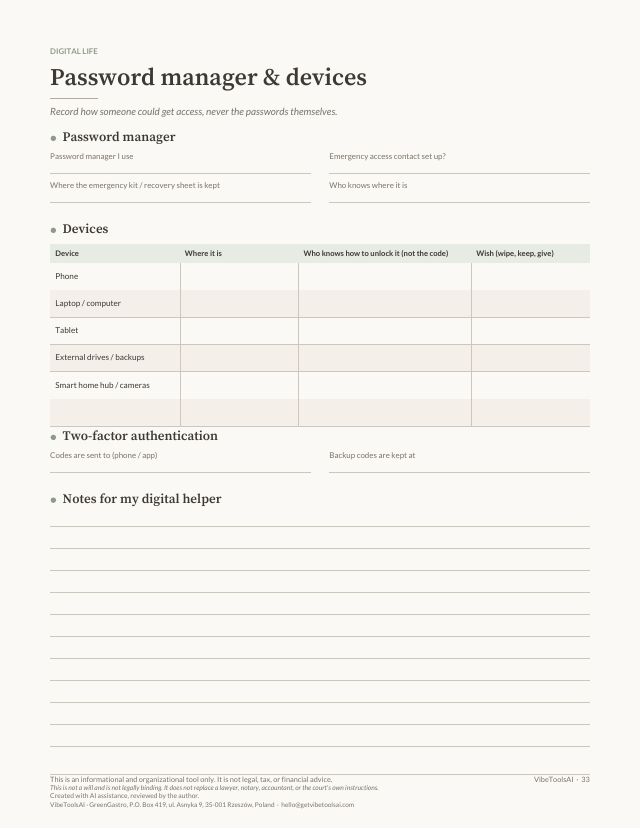 DIGITAL LIFE
Password manager & devices
Record how someone could get access, never the passwords themselves.
Password manager
Password manager I use
Emergency access contact set up?
Where the emergency kit / recovery sheet is kept
Who knows where it is
Devices
Device
Where it is
Who knows how to unlock it (not the code)
Wish (wipe, keep, give)
Phone
Laptop / computer
Tablet
External drives / backups
Smart home hub / cameras
Two-factor authentication
Codes are sent to (phone / app)
Backup codes are kept at
Notes for my digital helper
This is an informational and organizational tool only. It is not legal, tax, or financial advice.
VibeToolsAI · 33
This is not a will and is not legally binding. It does not replace a lawyer, notary, accountant, or the court's own instructions.
Created with AI assistance, reviewed by the author.
VibeToolsAI · GreenGastro, P.O. Box 419, ul. Asnyka 9, 35-001 Rzeszów, Poland · hello@getvibetoolsai.com